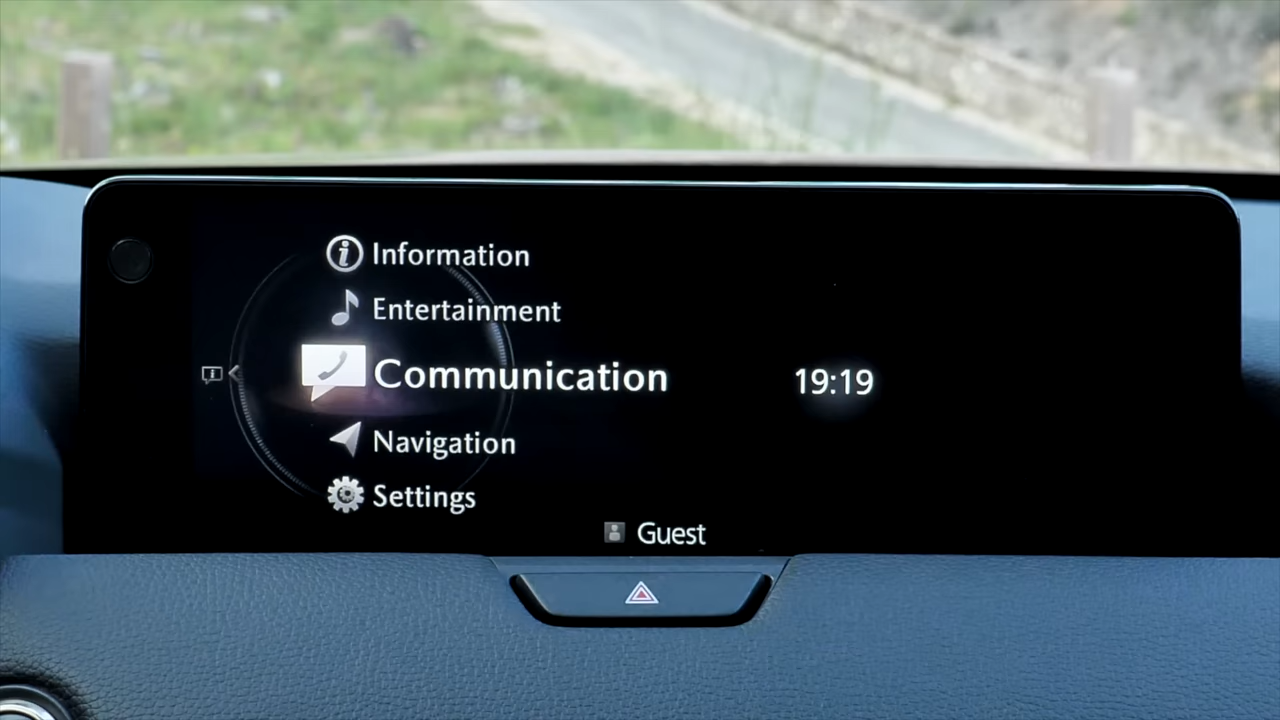 Information
Entertainment
Communication
19:19
Navigation
Settings
Guest